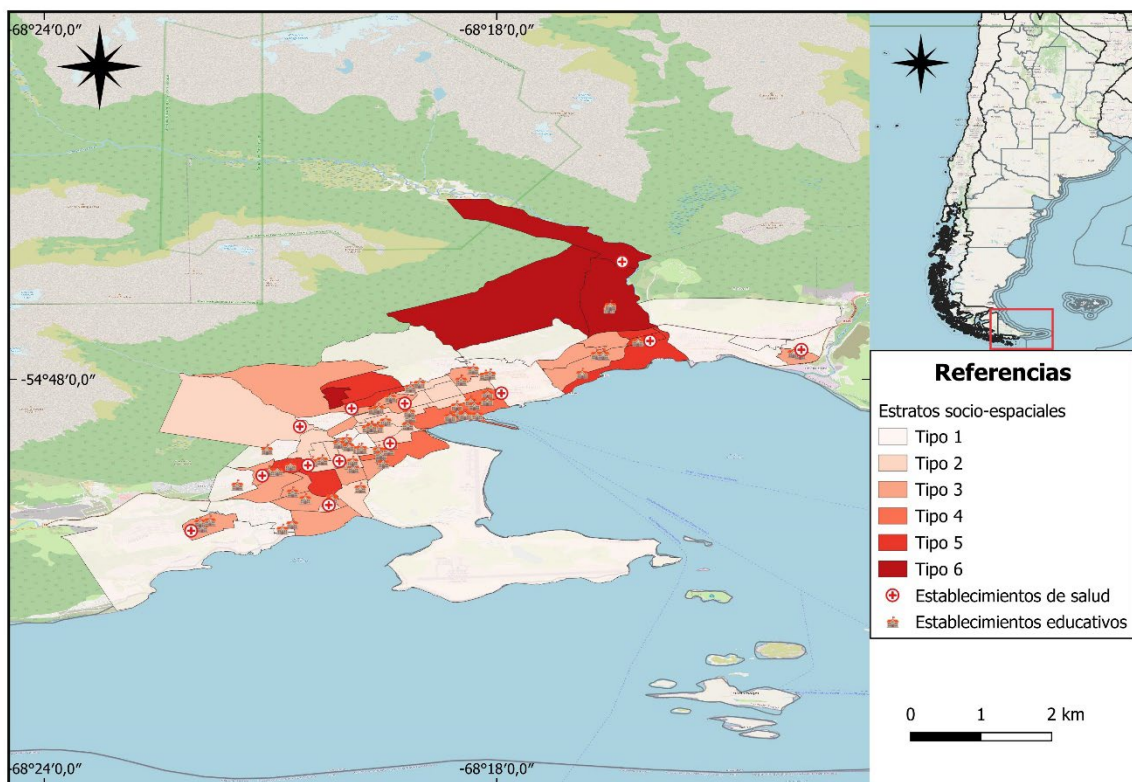 -68°24′0,0″
-68°18′0,0″
-54°48′0,0″
-68°24′0,0″
-68°18′0,0″
Referencias
Estratos socio-espaciales
Tipo 1
Tipo 2
Tipo 3
Tipo 4
Tipo 5
Tipo 6
Establecimientos de salud
Establecimientos educativos
0 1 2 km